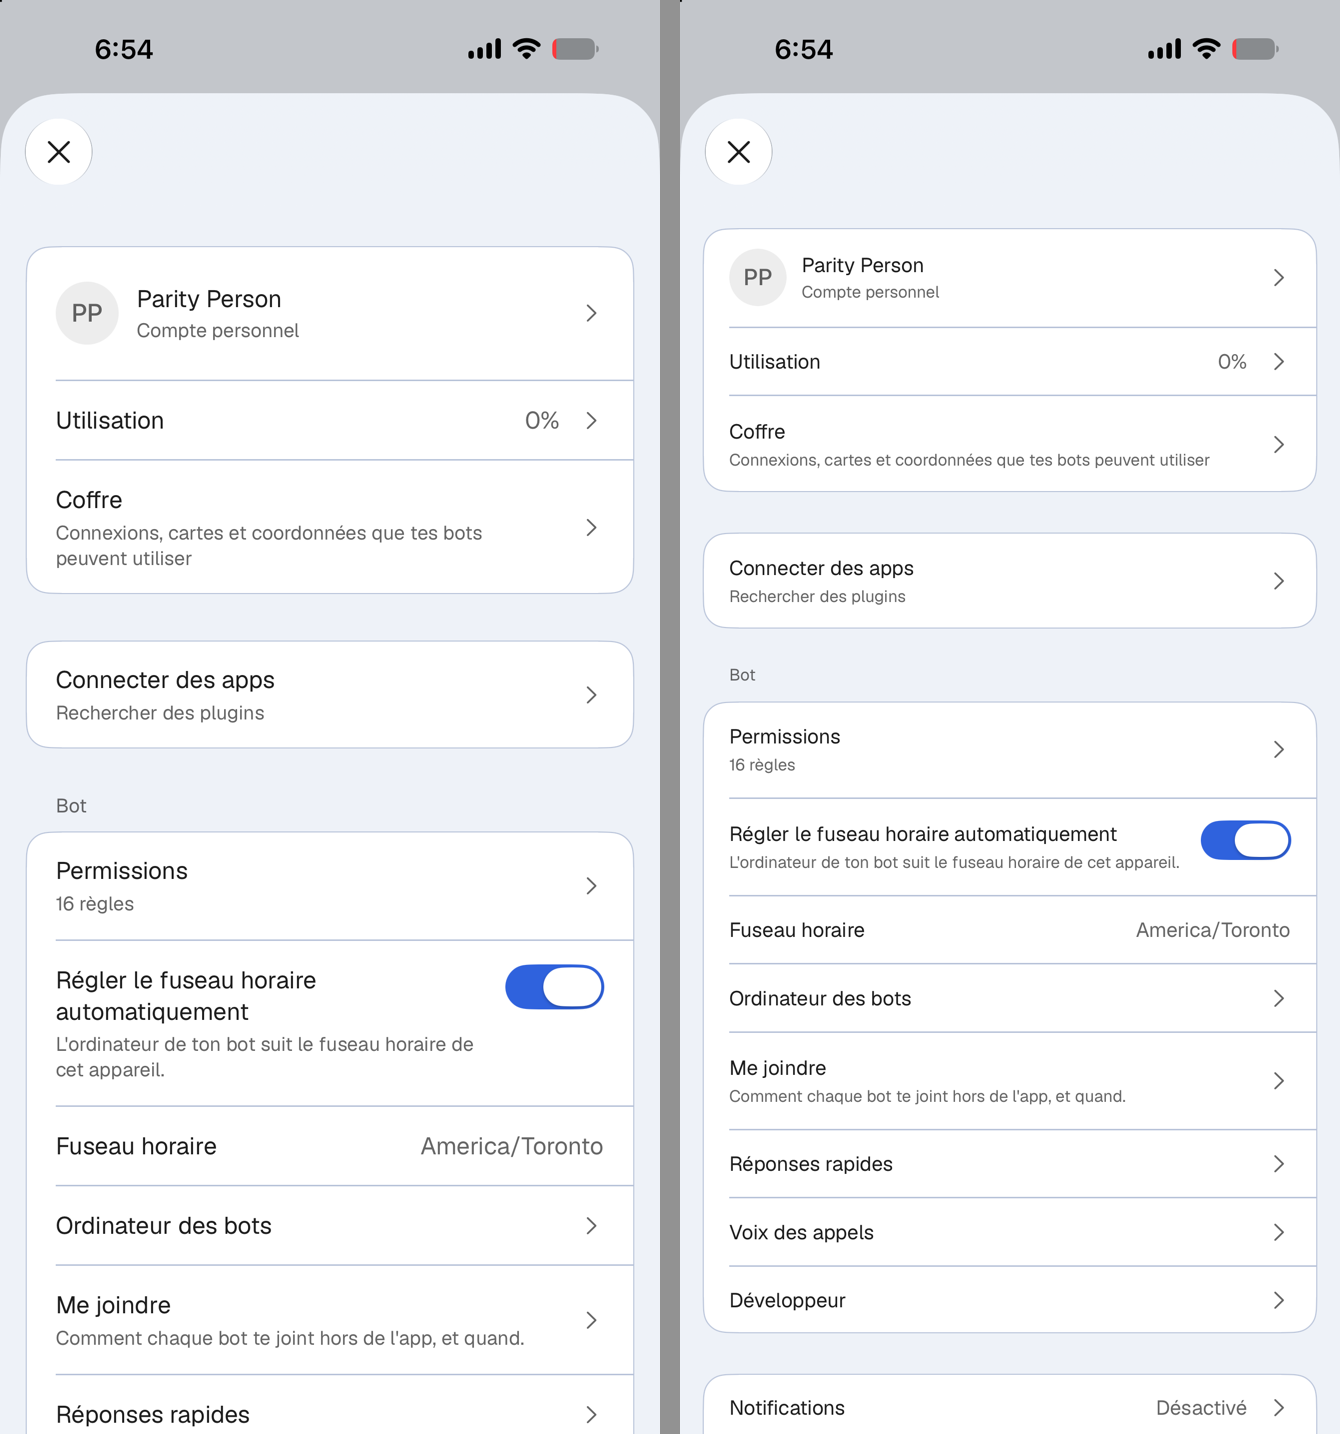 6:54
PP
Parity Person
Compte personnel
Utilisation
0%
Coffre
Connexions, cartes et coordonnées que tes bots
peuvent utiliser
Connecter des apps
Rechercher des plugins
Bot
Permissions
16 règles
Régler le fuseau horaire
automatiquement
L'ordinateur de ton bot suit le fuseau horaire de
cet appareil.
Fuseau horaire
America/Toronto
Ordinateur des bots
Me joindre
Comment chaque bot te joint hors de l'app, et quand.
Réponses rapides
6:54
PP
Parity Person
Compte personnel
Utilisation
0%
Coffre
Connexions, cartes et coordonnées que tes bots peuvent utiliser
Connecter des apps
Rechercher des plugins
Bot
Permissions
16 règles
Régler le fuseau horaire automatiquement
L'ordinateur de ton bot suit le fuseau horaire de cet appareil.
Fuseau horaire
America/Toronto
Ordinateur des bots
Me joindre
Comment chaque bot te joint hors de l'app, et quand.
Réponses rapides
Voix des appels
Développeur
Notifications
Désactivé